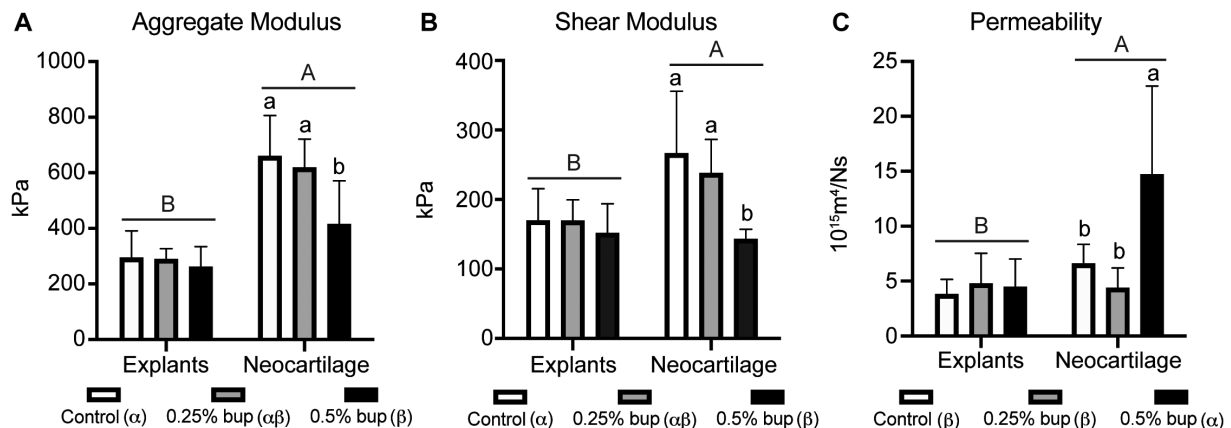 A Aggregate Modulus
kPa
1000
800
600
400
200
0
B
A
a
a
b
Explants
Neocartilage
Control (α)
0.25% bup (αβ)
0.5% bup (β)
B Shear Modulus
kPa
400
300
200
100
0
B
A
a
a
b
Explants
Neocartilage
Control (α)
0.25% bup (αβ)
0.5% bup (β)
C Permeability
10¹⁵m⁴/Ns
25
20
15
10
5
0
B
A
b
b
a
Explants
Neocartilage
Control (β)
0.25% bup (β)
0.5% bup (α)